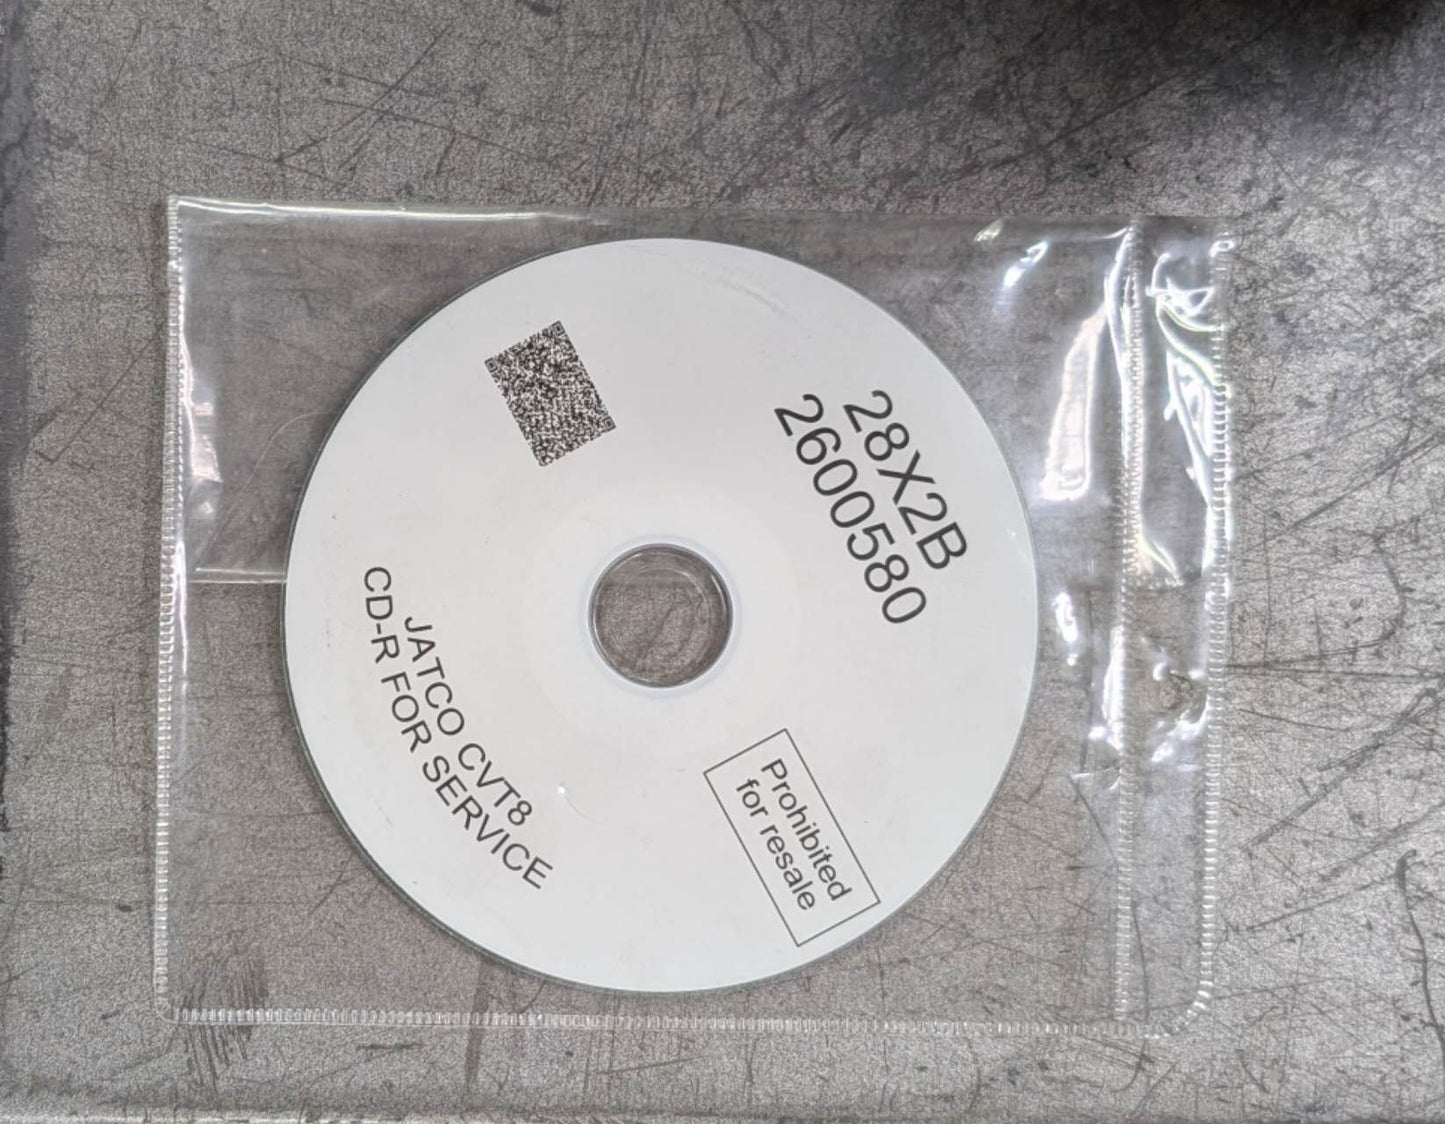 28X2B
2600580
Prohibited
for resale
JATCO CVT8
CD-R FOR SERVICE